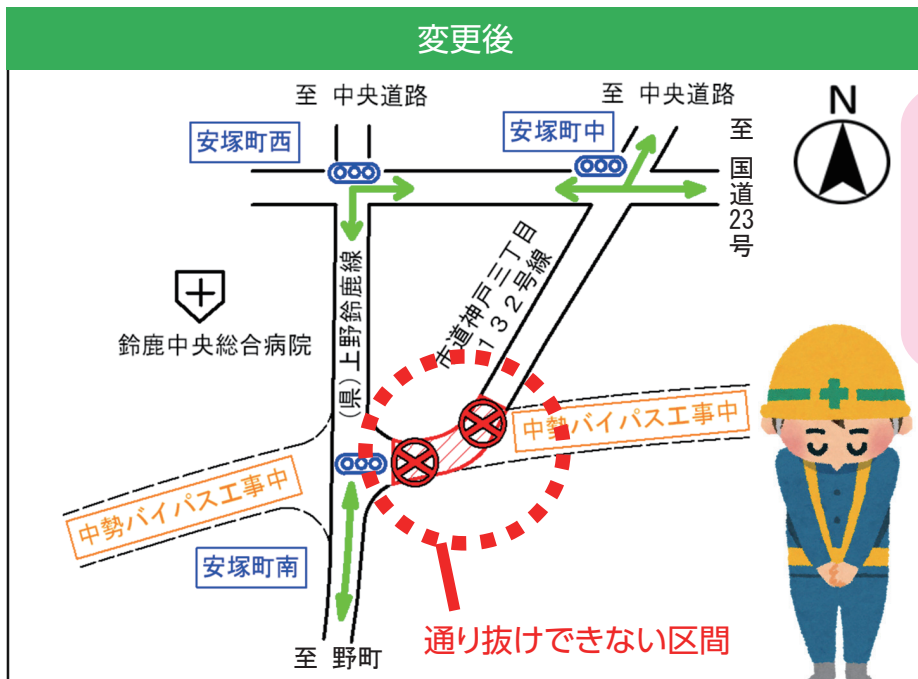 変更後
至 中央道路
至 中央道路
安塚町西
安塚町中
N
至 国道23号
(県)上野鈴鹿線
市道神戸三丁目
132号線
鈴鹿中央総合病院
中勢バイパス工事中
中勢バイパス工事中
安塚町南
通り抜けできない区間
至 野町